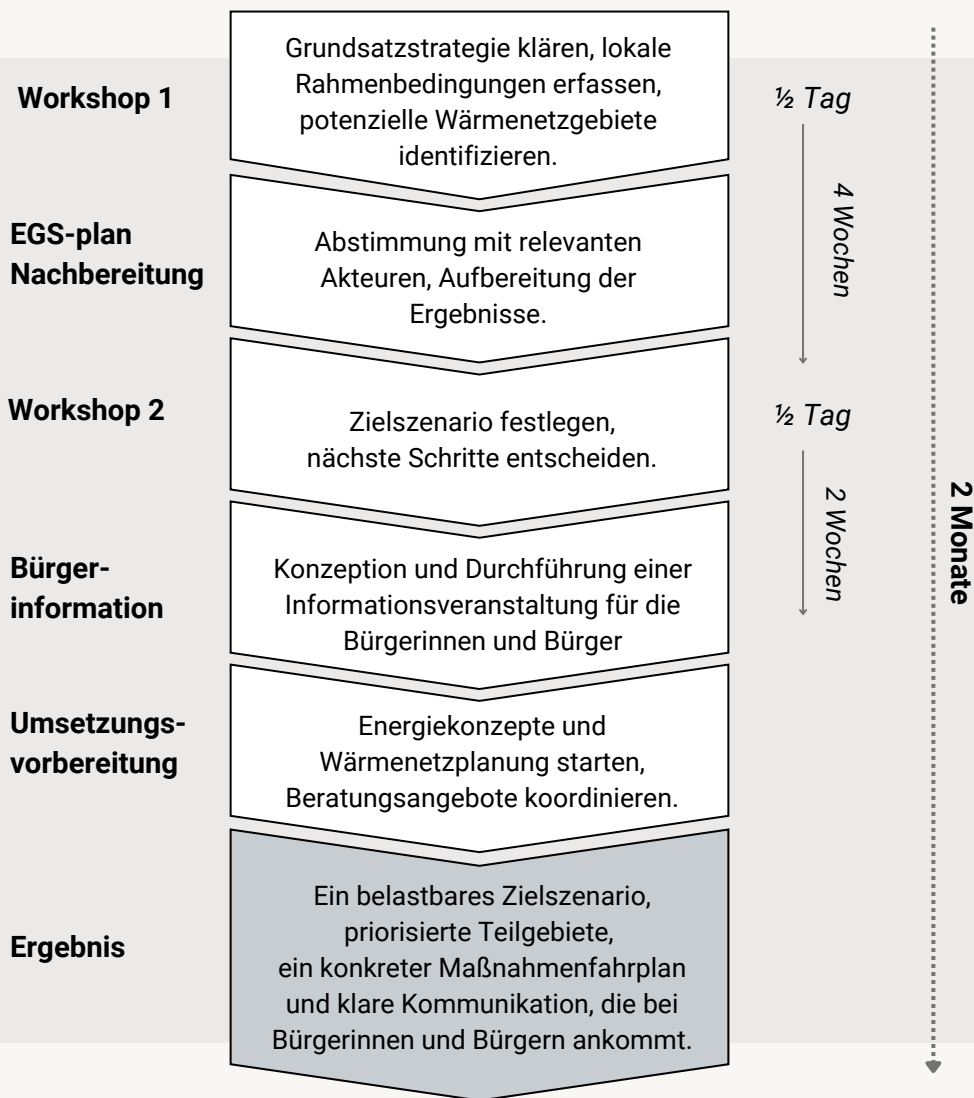 Workshop 1
Grundsatzstrategie klären, lokale
Rahmenbedingungen erfassen,
potenzielle Wärmenetzgebiete
identifizieren.
½ Tag
4 Wochen
EGS-plan
Nachbereitung
Abstimmung mit relevanten
Akteuren, Aufbereitung der
Ergebnisse.
Workshop 2
Zielszenario festlegen,
nächste Schritte entscheiden.
½ Tag
2 Wochen
2 Monate
Bürger-
information
Konzeption und Durchführung einer
Informationsveranstaltung für die
Bürgerinnen und Bürger
Umsetzungs-
vorbereitung
Energiekonzepte und
Wärmenetzplanung starten,
Beratungsangebote koordinieren.
Ergebnis
Ein belastbares Zielszenario,
priorisierte Teilgebiete,
ein konkreter Maßnahmenfahrplan
und klare Kommunikation, die bei
Bürgerinnen und Bürgern ankommt.